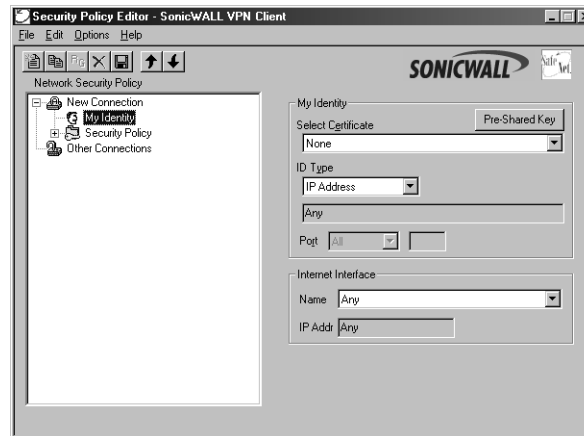 Security Policy Editor - SonicWALL VPN Client
File Edit Options Help
SONICWALL
Safe Net.
Network Security Policy
New Connection
My Identity
Security Policy
Other Connections
My Identity
Pre-Shared Key
Select Certificate
None
ID Type
IP Address
Any
Port All
Internet Interface
Name Any
IP Addr Any